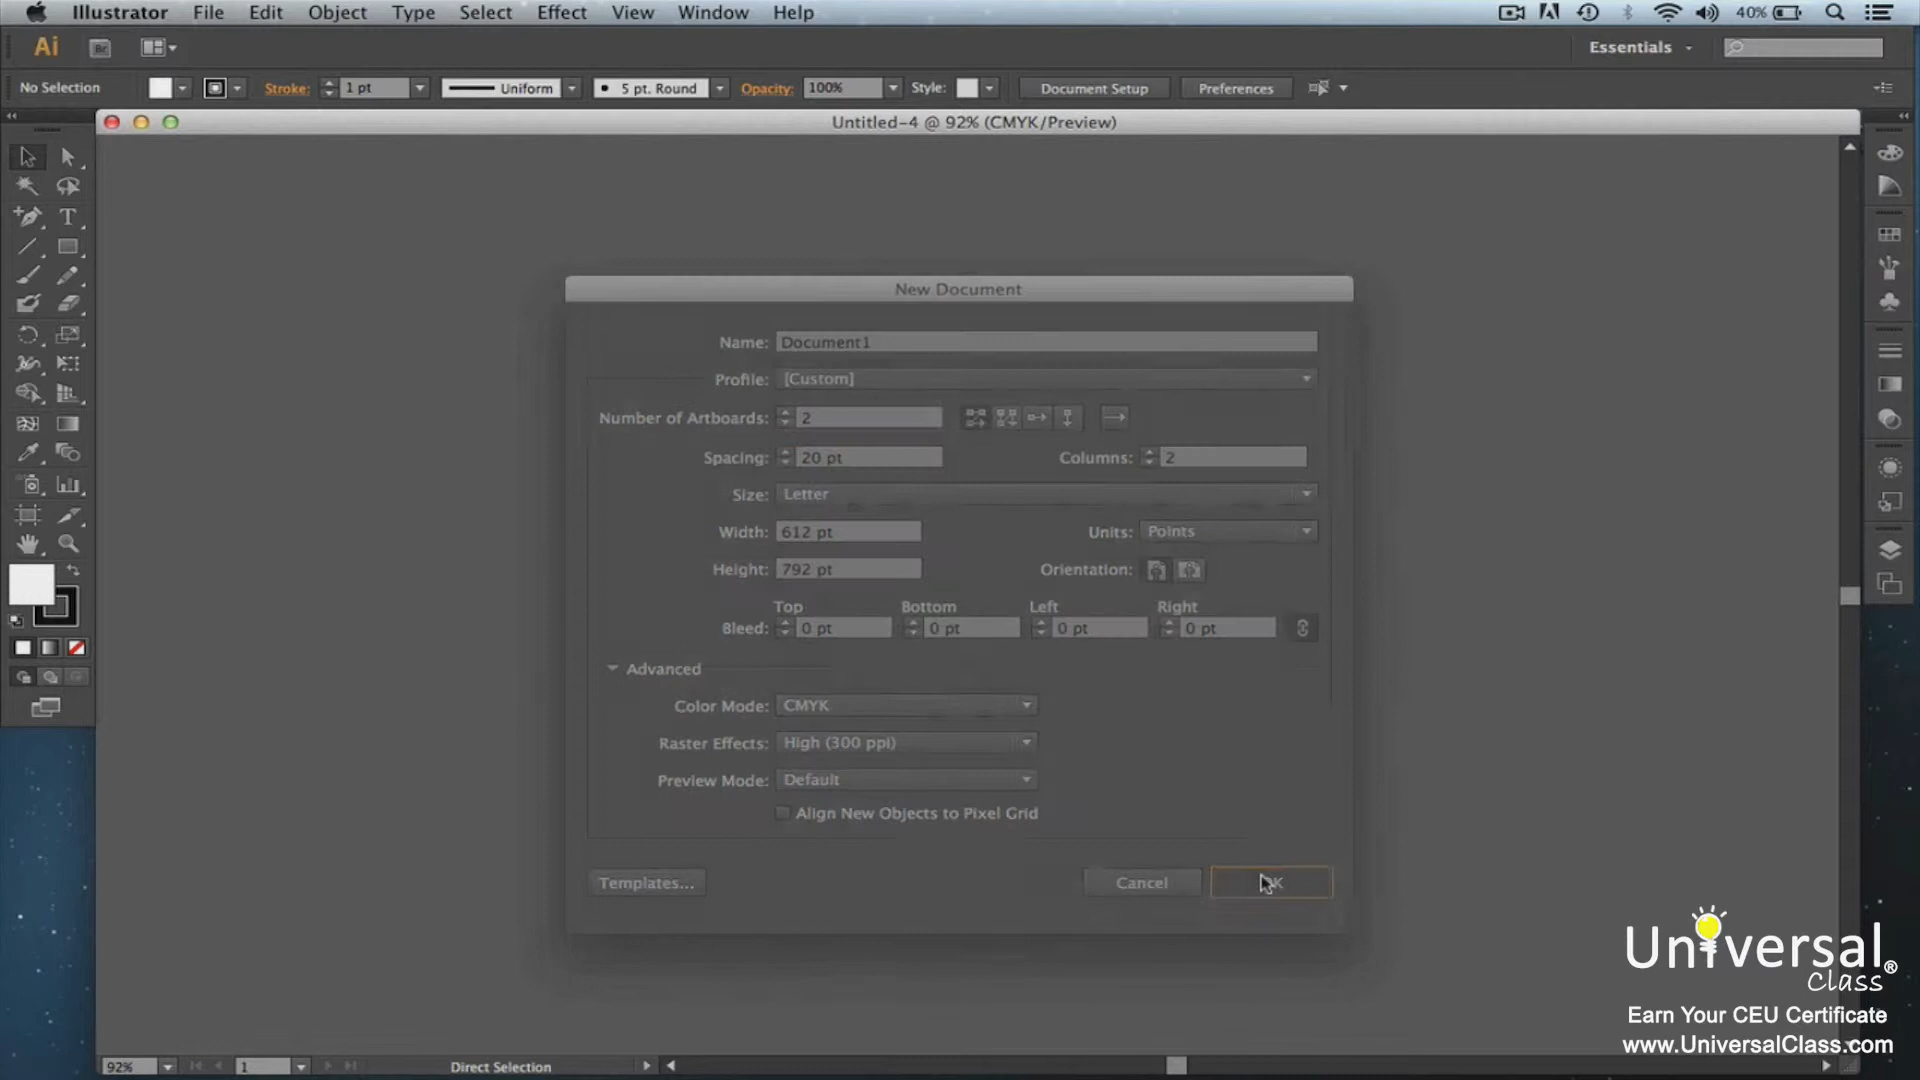 Illustrator File Edit Object Type Select Effect View Window Help 40%
Ai Br Essentials
No Selection Stroke: 1 pt Uniform 5 pt. Round Opacity: 100% Style: Document Setup Preferences
Untitled-4 @ 92% (CMYK/Preview)
New Document
Name: Document1
Profile: [Custom]
Number of Artboards: 2
Spacing: 20 pt Columns: 2
Size: Letter
Width: 612 pt Units: Points
Height: 792 pt Orientation:
Top Bottom Left Right
Bleed: 0 pt 0 pt 0 pt 0 pt
Advanced
Color Mode: CMYK
Raster Effects: High (300 ppi)
Preview Mode: Default
Align New Objects to Pixel Grid
Templates... Cancel OK
Universal®
Class
Earn Your CEU Certificate
www.UniversalClass.com
92% 1 Direct Selection